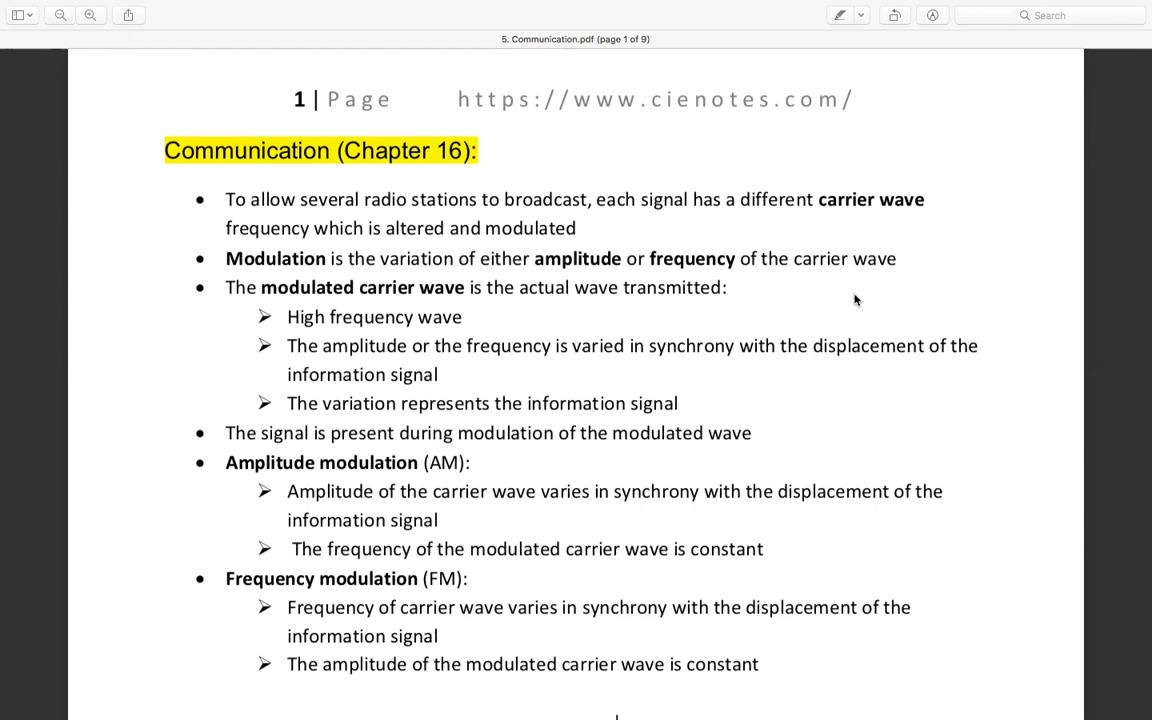 Search
5. Communication.pdf (page 1 of 9)
1 | Page https://www.cienotes.com/
Communication (Chapter 16):
• To allow several radio stations to broadcast, each signal has a different carrier wave
frequency which is altered and modulated
• Modulation is the variation of either amplitude or frequency of the carrier wave
• The modulated carrier wave is the actual wave transmitted:
➢ High frequency wave
➢ The amplitude or the frequency is varied in synchrony with the displacement of the
information signal
➢ The variation represents the information signal
• The signal is present during modulation of the modulated wave
• Amplitude modulation (AM):
➢ Amplitude of the carrier wave varies in synchrony with the displacement of the
information signal
➢ The frequency of the modulated carrier wave is constant
• Frequency modulation (FM):
➢ Frequency of carrier wave varies in synchrony with the displacement of the
information signal
➢ The amplitude of the modulated carrier wave is constant